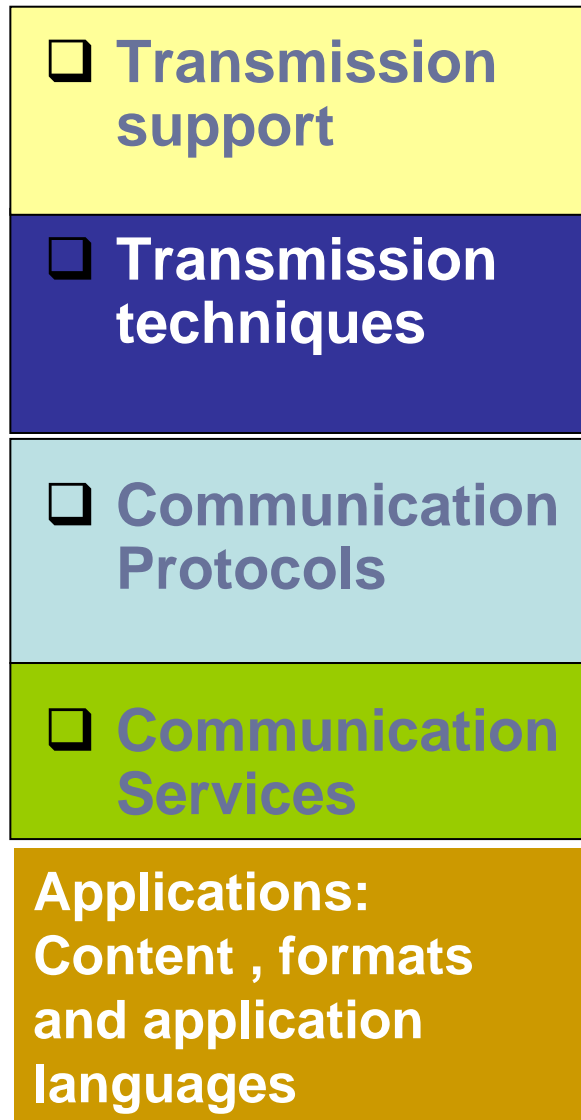 ❑ Transmission
support
❑ Transmission
techniques
❑ Communication
Protocols
❑ Communication
Services
Applications:
Content , formats
and application
languages